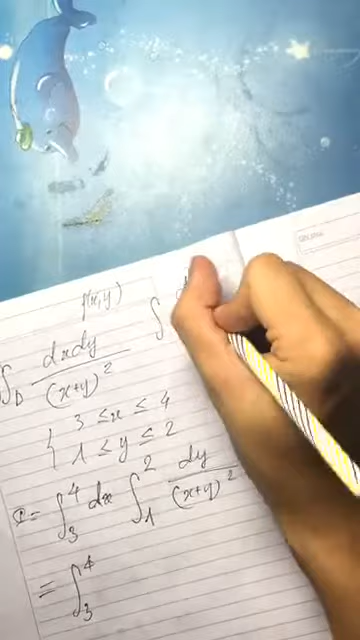 f(x,y)
∫_D dxdy/(x+y)² ∫
{ 3 ≤ x ≤ 4
1 ≤ y ≤ 2
I = ∫_3^4 dx ∫_1^2 dy/(x+y)²
= ∫_3^4